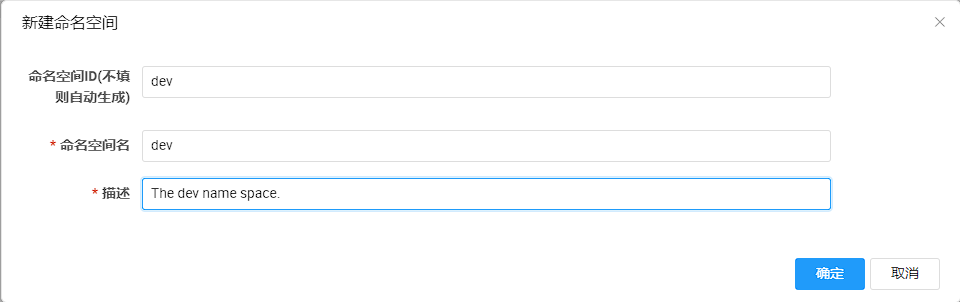 新建命名空间
命名空间ID(不填
则自动生成)
dev
* 命名空间名
dev
* 描述
The dev name space.
确定
取消